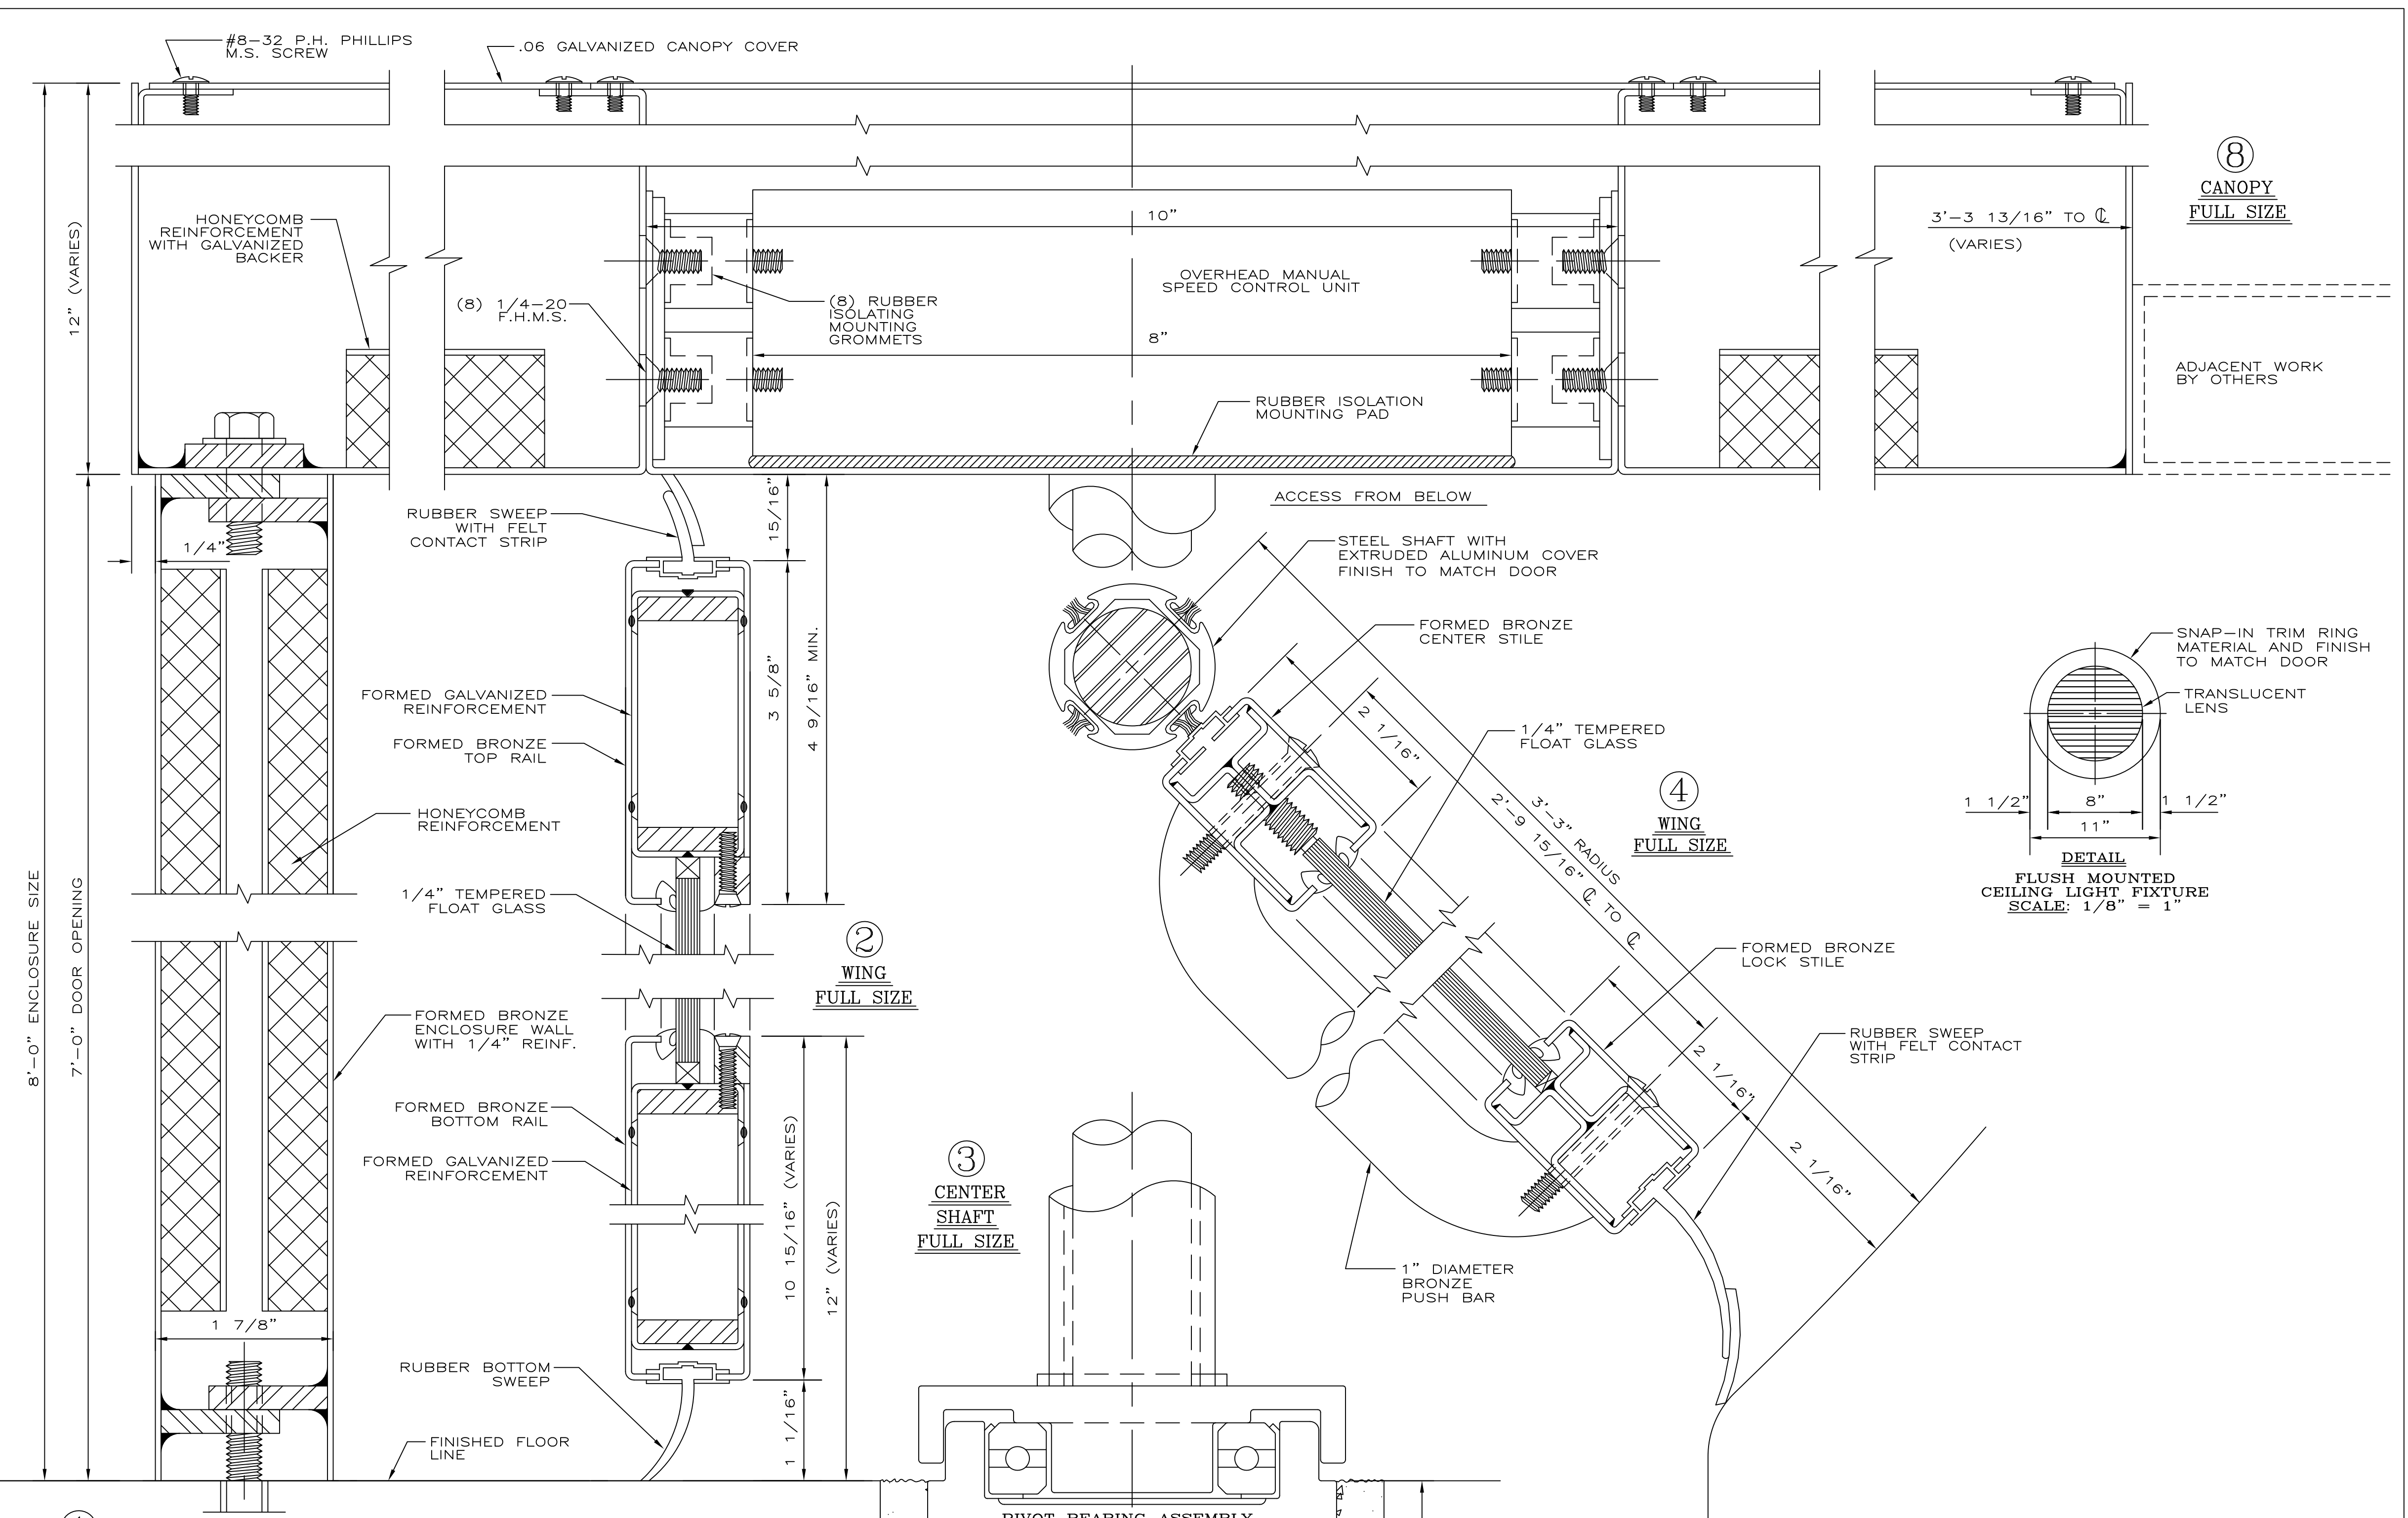 #8-32 P.H. PHILLIPS
M.S. SCREW
.06 GALVANIZED CANOPY COVER
8
CANOPY
FULL SIZE
12" (VARIES)
HONEYCOMB
REINFORCEMENT
WITH GALVANIZED
BACKER
(8) 1/4-20
F.H.M.S.
10"
OVERHEAD MANUAL
SPEED CONTROL UNIT
(8) RUBBER
ISOLATING
MOUNTING
GROMMETS
8"
RUBBER ISOLATION
MOUNTING PAD
3'-3 13/16" TO ℄
(VARIES)
ADJACENT WORK
BY OTHERS
ACCESS FROM BELOW
1/4"
RUBBER SWEEP
WITH FELT
CONTACT STRIP
15/16"
3 5/8"
4 9/16" MIN.
STEEL SHAFT WITH
EXTRUDED ALUMINUM COVER
FINISH TO MATCH DOOR
FORMED BRONZE
CENTER STILE
FORMED GALVANIZED
REINFORCEMENT
FORMED BRONZE
TOP RAIL
HONEYCOMB
REINFORCEMENT
1/4" TEMPERED
FLOAT GLASS
2
WING
FULL SIZE
1/4" TEMPERED
FLOAT GLASS
2 1/16"
3'-3" RADIUS
2'-9 15/16" ℄ TO ℄
4
WING
FULL SIZE
SNAP-IN TRIM RING
MATERIAL AND FINISH
TO MATCH DOOR
TRANSLUCENT
LENS
1 1/2"
8"
1 1/2"
11"
DETAIL
FLUSH MOUNTED
CEILING LIGHT FIXTURE
SCALE: 1/8" = 1"
8'-0" ENCLOSURE SIZE
7'-0" DOOR OPENING
FORMED BRONZE
ENCLOSURE WALL
WITH 1/4" REINF.
FORMED BRONZE
BOTTOM RAIL
FORMED GALVANIZED
REINFORCEMENT
10 15/16" (VARIES)
12" (VARIES)
3
CENTER
SHAFT
FULL SIZE
FORMED BRONZE
LOCK STILE
RUBBER SWEEP
WITH FELT CONTACT
STRIP
2 1/16"
2 1/16"
1" DIAMETER
BRONZE
PUSH BAR
1 7/8"
RUBBER BOTTOM
SWEEP
1 1/16"
FINISHED FLOOR
LINE
PIVOT BEARING ASSEMBLY